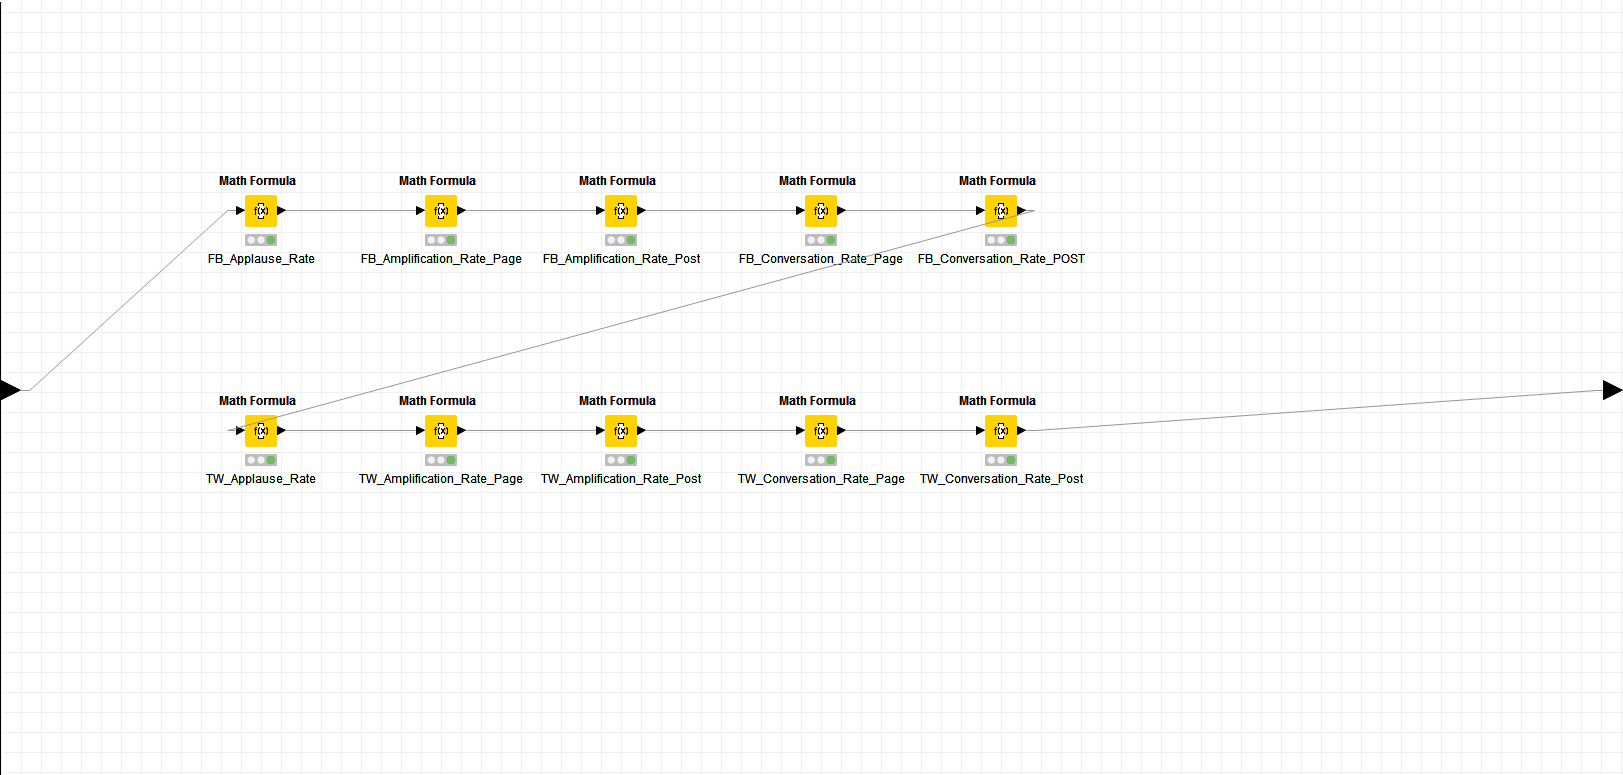 Math Formula Math Formula Math Formula Math Formula Math Formula
f(x) f(x) f(x) f(x) f(x)
FB_Applause_Rate FB_Amplification_Rate_Page FB_Amplification_Rate_Post FB_Conversation_Rate_Page FB_Conversation_Rate_POST
Math Formula Math Formula Math Formula Math Formula Math Formula
f(x) f(x) f(x) f(x) f(x)
TW_Applause_Rate TW_Amplification_Rate_Page TW_Amplification_Rate_Post TW_Conversation_Rate_Page TW_Conversation_Rate_Post